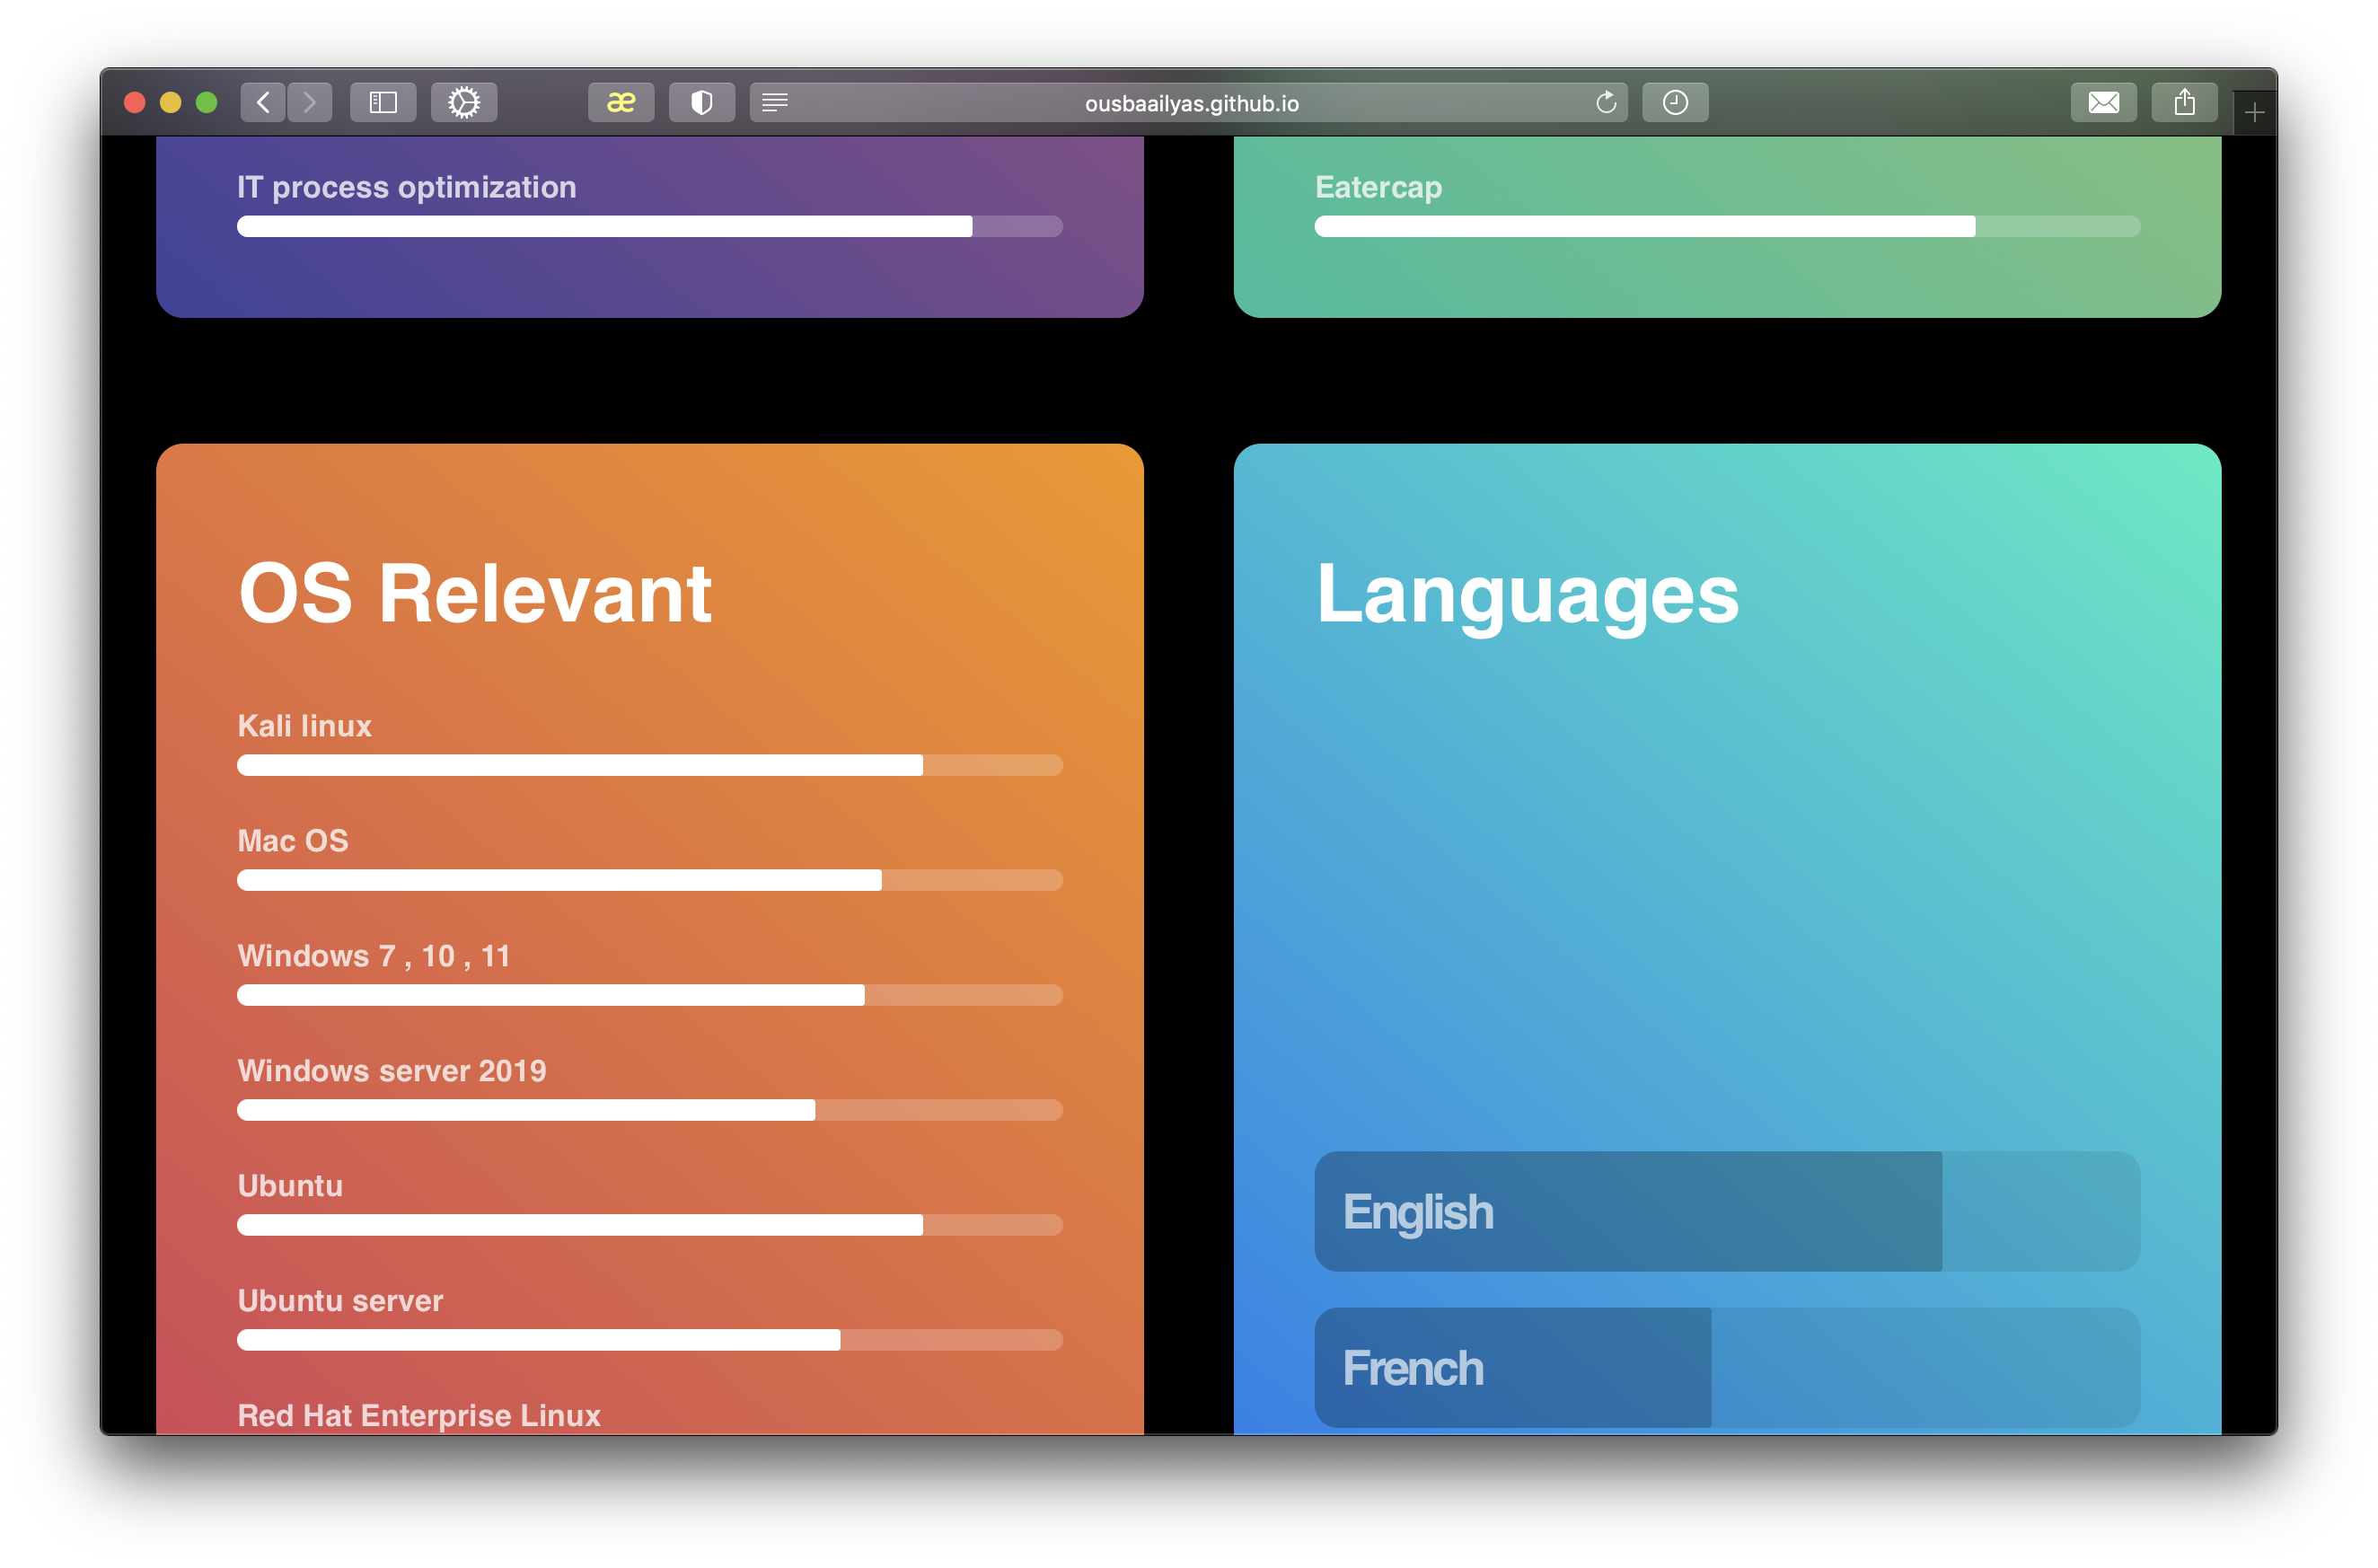 æ
ousbaailyas.github.io
IT process optimization
Eatercap
OS Relevant
Kali linux
Mac OS
Windows 7 , 10 , 11
Windows server 2019
Ubuntu
Ubuntu server
Red Hat Enterprise Linux
Languages
English
French